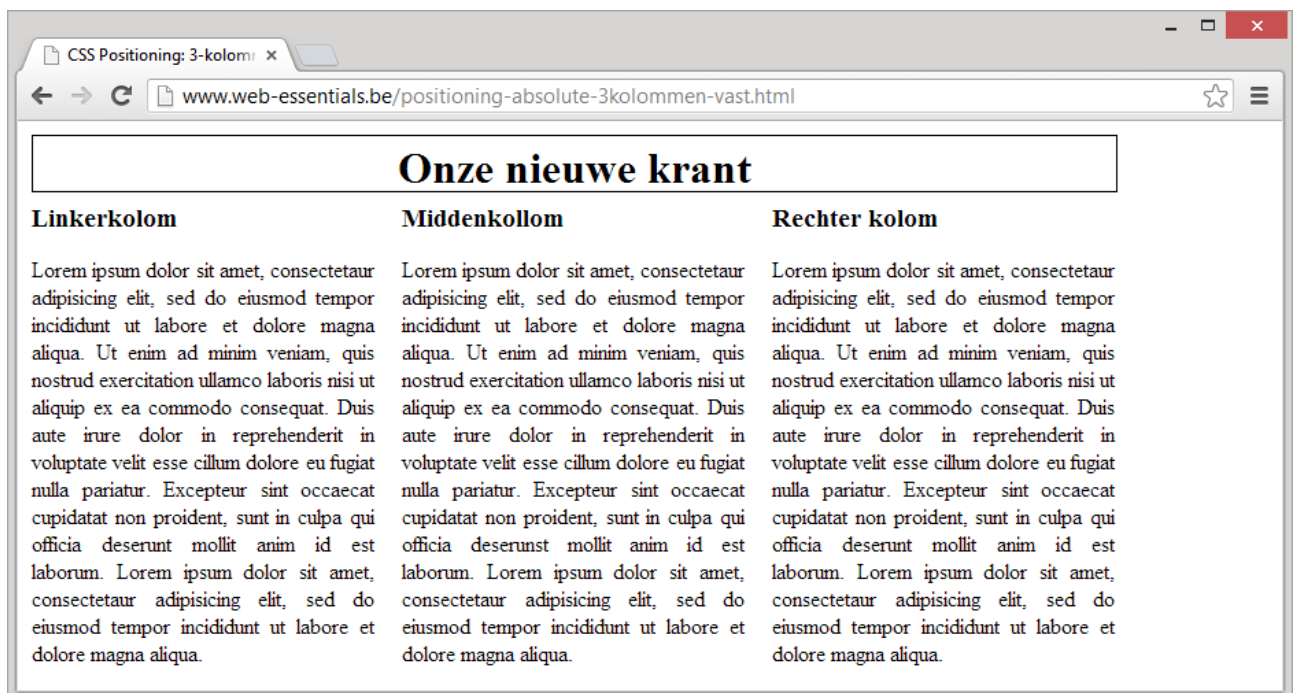 CSS Positioning: 3-kolom
www.web-essentials.be/positioning-absolute-3kolommen-vast.html
Onze nieuwe krant
Linkerkolom
Lorem ipsum dolor sit amet, consectetaur
adipisicing elit, sed do eiusmod tempor
incididunt ut labore et dolore magna
aliqua. Ut enim ad minim veniam, quis
nostrud exercitation ullamco laboris nisi ut
aliquip ex ea commodo consequat. Duis
aute irure dolor in reprehenderit in
voluptate velit esse cillum dolore eu fugiat
nulla pariatur. Excepteur sint occaecat
cupidatat non proident, sunt in culpa qui
officia deserunt mollit anim id est
laborum. Lorem ipsum dolor sit amet,
consectetaur adipisicing elit, sed do
eiusmod tempor incididunt ut labore et
dolore magna aliqua.
Middenkollom
Lorem ipsum dolor sit amet, consectetaur
adipisicing elit, sed do eiusmod tempor
incididunt ut labore et dolore magna
aliqua. Ut enim ad minim veniam, quis
nostrud exercitation ullamco laboris nisi ut
aliquip ex ea commodo consequat. Duis
aute irure dolor in reprehenderit in
voluptate velit esse cillum dolore eu fugiat
nulla pariatur. Excepteur sint occaecat
cupidatat non proident, sunt in culpa qui
officia deserunst mollit anim id est
laborum. Lorem ipsum dolor sit amet,
consectetaur adipisicing elit, sed do
eiusmod tempor incididunt ut labore et
dolore magna aliqua.
Rechter kolom
Lorem ipsum dolor sit amet, consectetaur
adipisicing elit, sed do eiusmod tempor
incididunt ut labore et dolore magna
aliqua. Ut enim ad minim veniam, quis
nostrud exercitation ullamco laboris nisi ut
aliquip ex ea commodo consequat. Duis
aute irure dolor in reprehenderit in
voluptate velit esse cillum dolore eu fugiat
nulla pariatur. Excepteur sint occaecat
cupidatat non proident, sunt in culpa qui
officia deserunt mollit anim id est
laborum. Lorem ipsum dolor sit amet,
consectetaur adipisicing elit, sed do
eiusmod tempor incididunt ut labore et
dolore magna aliqua.